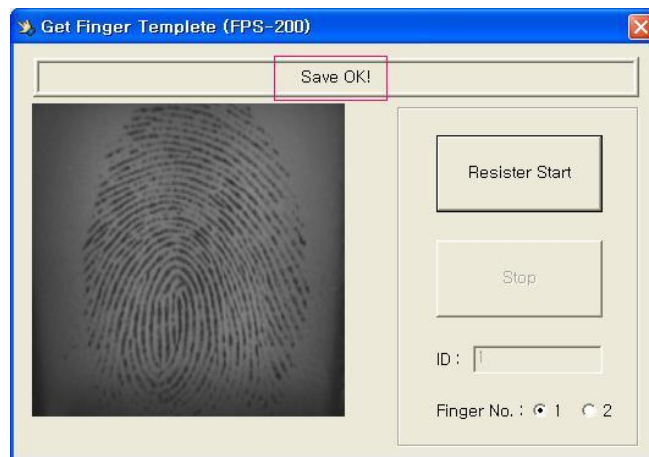 Get Finger Templete (FPS-200)
Save OK!
Resister Start
Stop
ID : 1
Finger No. : 1 2